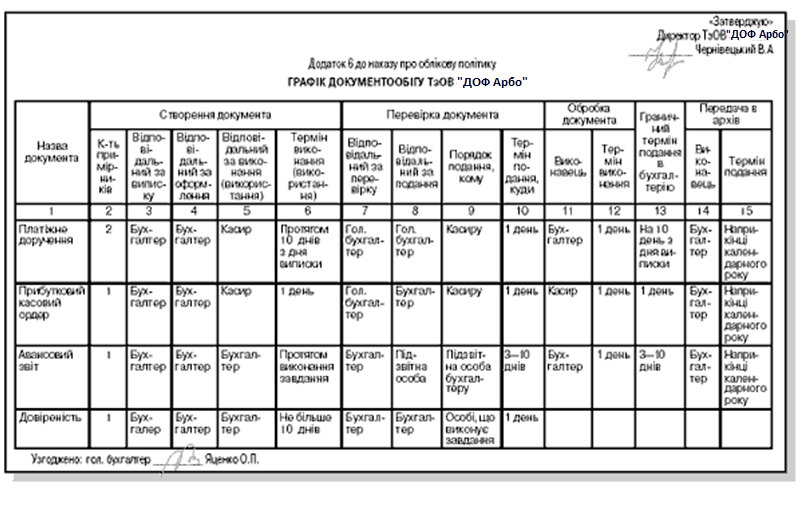 «Затверджую»
Директор ТзОВ "ДОФ Арбо"
Чернівецький В.А
Додаток 6 до наказу про облікову політику
ГРАФІК ДОКУМЕНТООБІГУ ТзОВ "ДОФ Арбо"
Назва документа
Створення документа
Перевірка документа
Обробка документа
Граничний термін подання в бухгалтерію
Передача в архів
К-ть примірників
Відповідальний за виписку
Відповідальний за оформлення
Відповідальний за виконання (використання)
Термін виконання (використання)
Відповідальний за перевірку
Відповідальний за подання
Порядок подання, кому
Термін подання, куди
Виконавець
Термін виконання
Виконавець
Термін подання
1 2 3 4 5 6 7 8 9 10 11 12 13 14 15
Платіжне доручення 2 Бухгалтер Бухгалтер Касир Протягом 10 днів з дня виписки Гол. бухгалтер Гол. бухгалтер Касиру 1 день Бухгалтер 1 день На 10 день з дня виписки Бухгалтер Наприкінці календарного року
Прибутковий касовий ордер 1 Бухгалтер Бухгалтер Касир 1 день Гол. бухгалтер Бухгалтер Касиру 1 день Касир 1 день 1 день Бухгалтер Наприкінці календарного року
Авансовий звіт 1 Бухгалтер Бухгалтер Бухгалтер Протягом виконання завдання Бухгалтер Підзвітна особа Підзвітна особа бухгалтеру 3—10 днів Бухгалтер 1 день 3—10 днів Бухгалтер Наприкінці календарного року
Довіреність 1 Бухгалер Бухгалтер Бухгалтер Не більше 10 днів Бухгалтер Бухгалтер Особі, що виконує завдання 1 день
Узгоджено: гол. бухгалтер Яценко О.П.